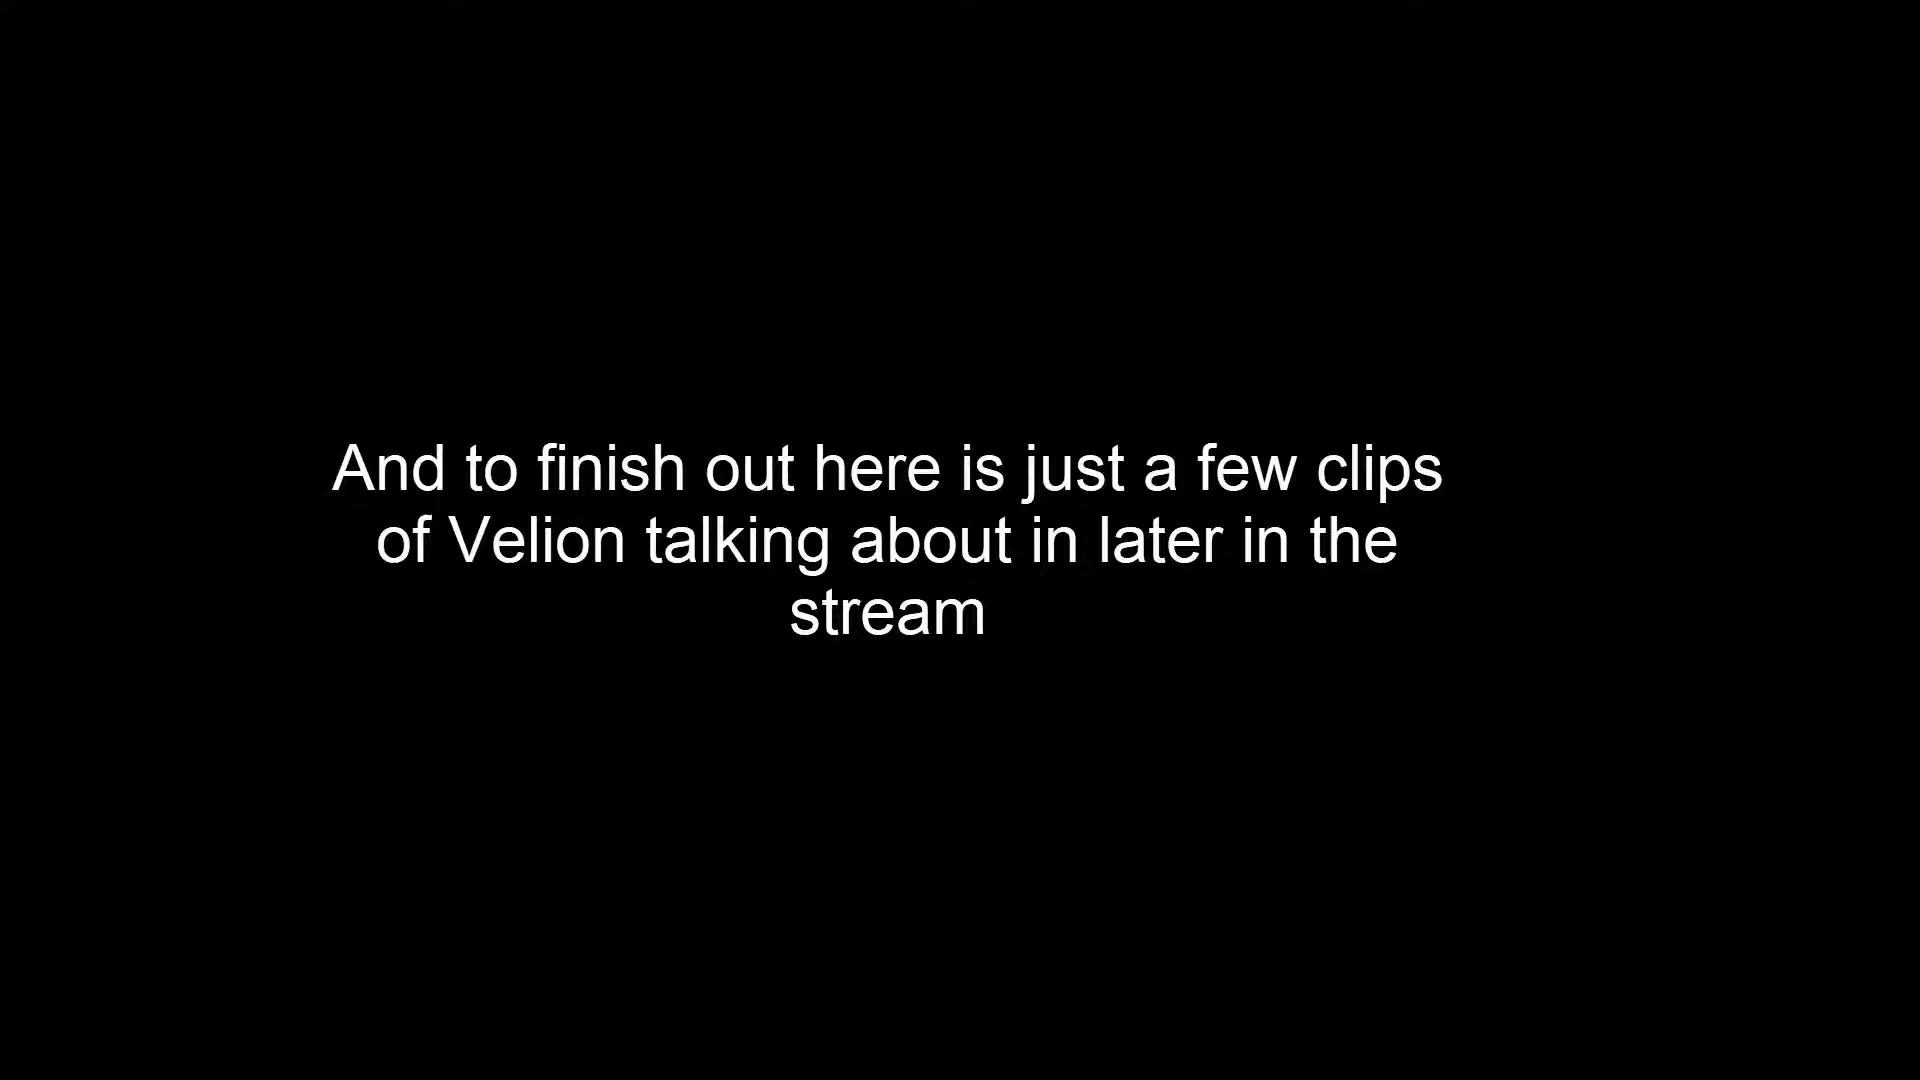 And to finish out here is just a few clips
of Velion talking about in later in the
stream